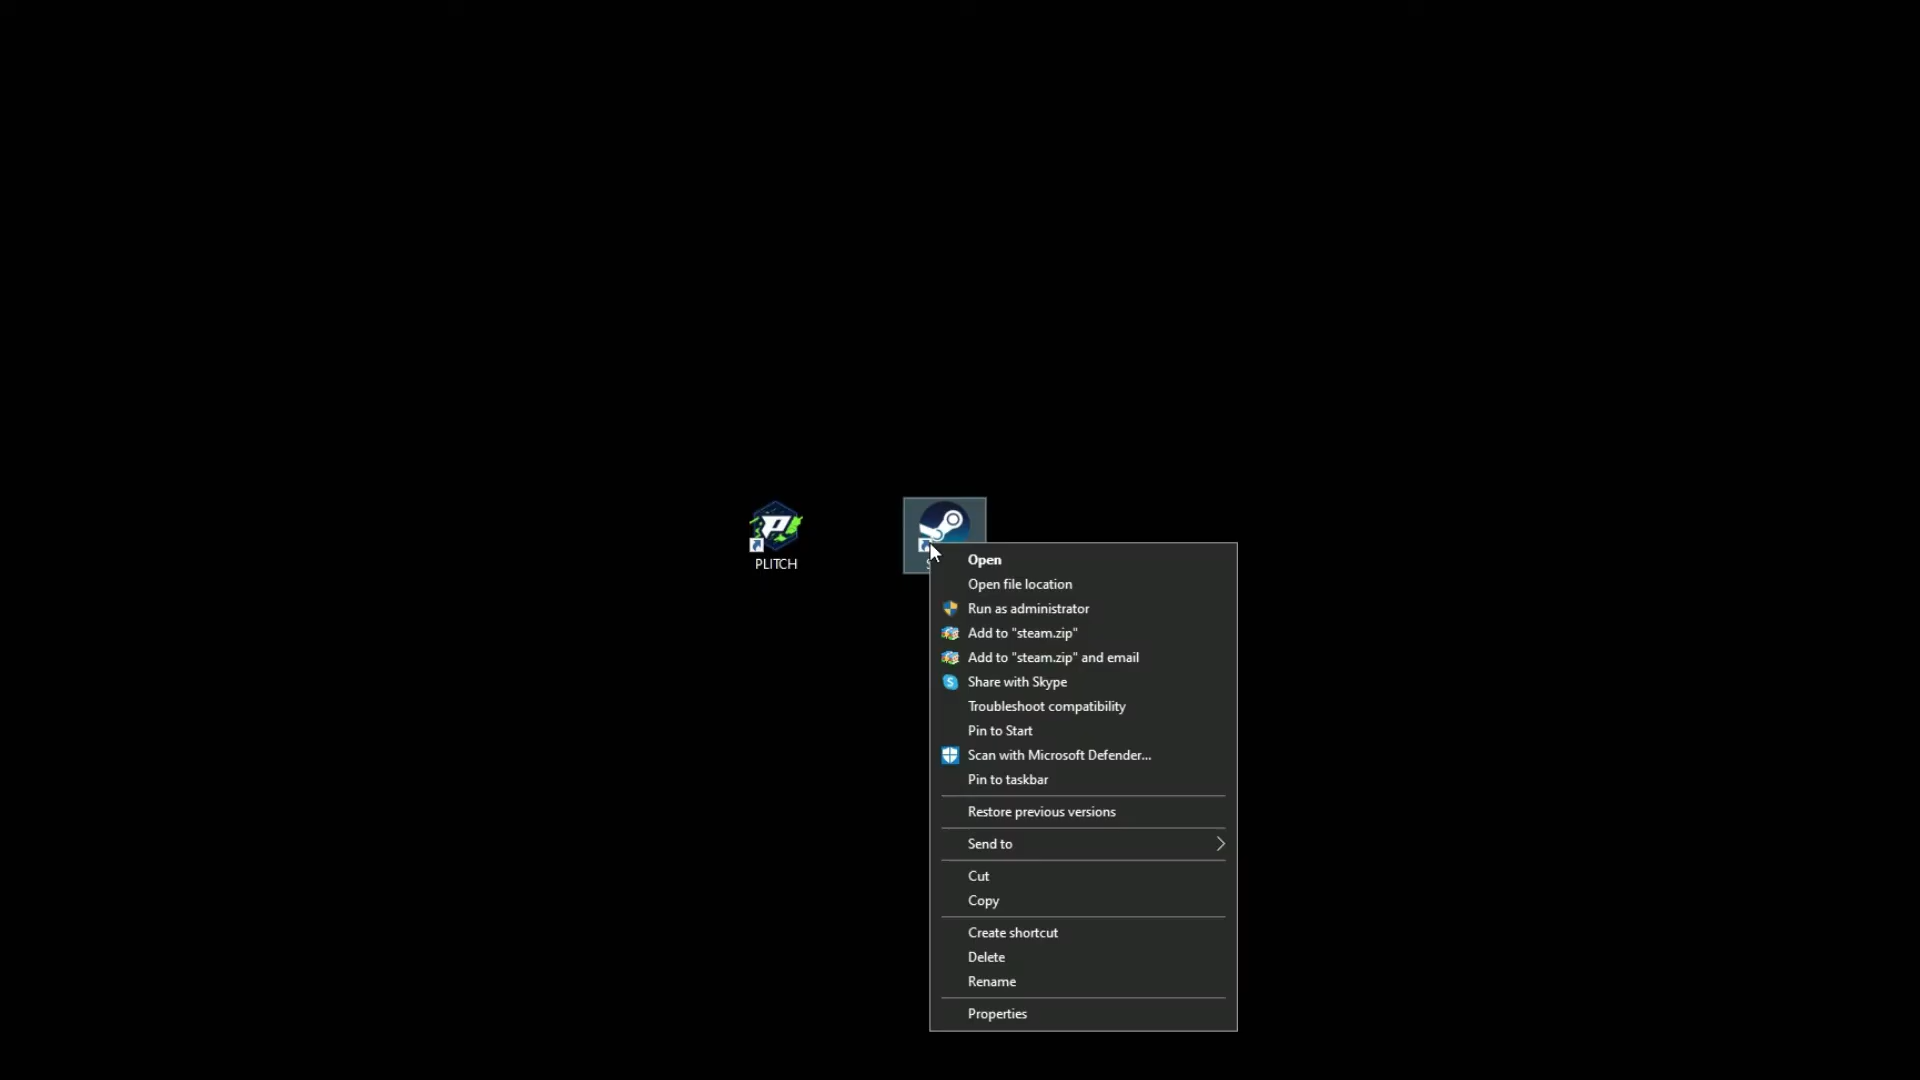 PLITCH
Open
Open file location
Run as administrator
Add to "steam.zip"
Add to "steam.zip" and email
Share with Skype
Troubleshoot compatibility
Pin to Start
Scan with Microsoft Defender...
Pin to taskbar
Restore previous versions
Send to
Cut
Copy
Create shortcut
Delete
Rename
Properties